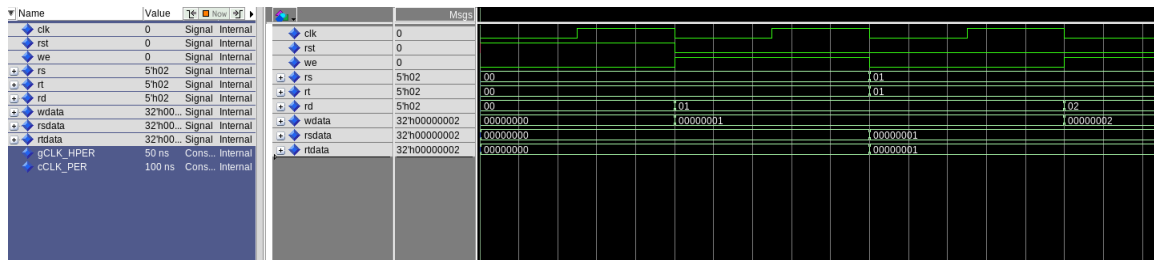 Name Value Now Msgs
clk 0 Signal Internal
rst 0 Signal Internal
we 0 Signal Internal
rs 5'h02 Signal Internal
rt 5'h02 Signal Internal
rd 5'h02 Signal Internal
wdata 32'h00... Signal Internal
rsdata 32'h00... Signal Internal
rtdata 32'h00... Signal Internal
gCLK_HPER 50 ns Cons... Internal
cCLK_PER 100 ns Cons... Internal
clk 0
rst 0
we 0
rs 5'h02 00 01
rt 5'h02 00 01
rd 5'h02 00 01 02
wdata 32'h00000002 00000000 00000001 00000002
rsdata 32'h00000002 00000000 00000001
rtdata 32'h00000002 00000000 00000001